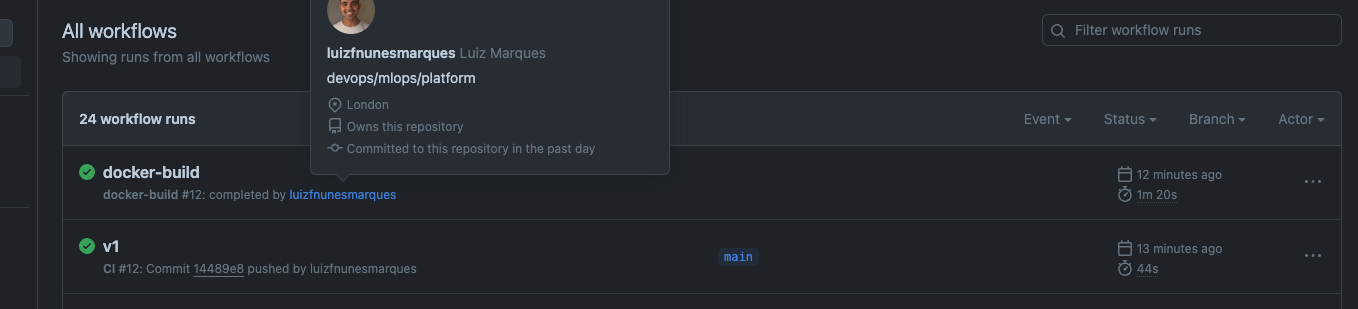 All workflows
Showing runs from all workflows
Filter workflow runs
luizfnunesmarques Luiz Marques
devops/mlops/platform
London
Owns this repository
Committed to this repository in the past day
24 workflow runs
Event
Status
Branch
Actor
docker-build
docker-build #12: completed by luizfnunesmarques
12 minutes ago
1m 20s
v1
CI #12: Commit 14489e8 pushed by luizfnunesmarques
main
13 minutes ago
44s